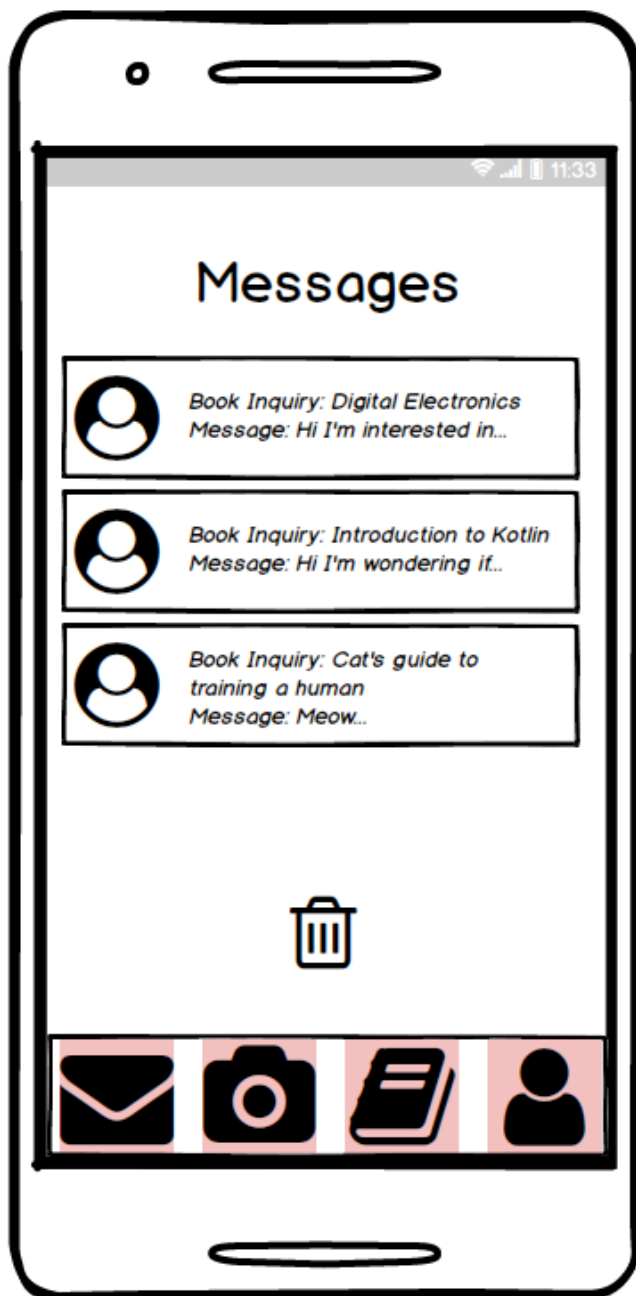 11:33
Messages
Book Inquiry: Digital Electronics
Message: Hi I'm interested in...
Book Inquiry: Introduction to Kotlin
Message: Hi I'm wondering if...
Book Inquiry: Cat's guide to
training a human
Message: Meow...